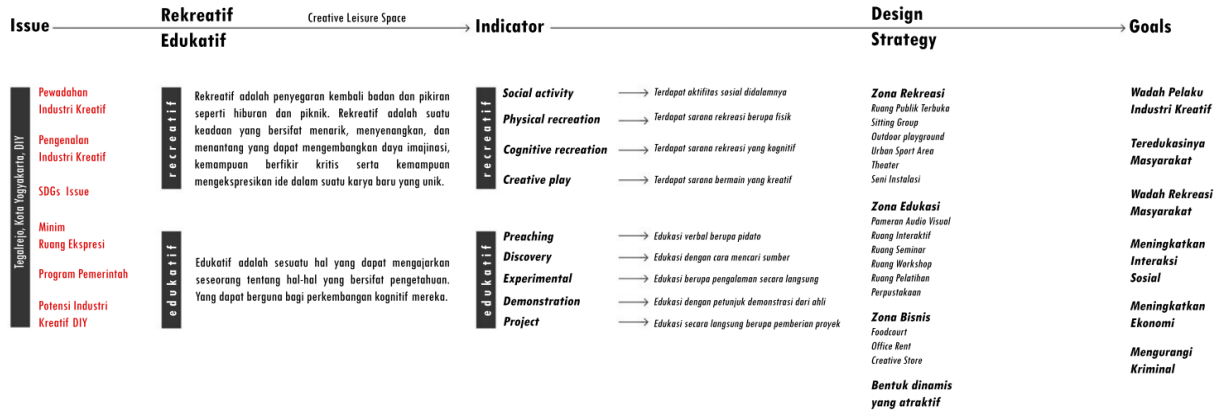 Issue
Rekreatif
Edukatif
Creative Leisure Space
Indicator
Design
Strategy
Goals
Tegalrejo, Kota Yogyakarta, DIY
Pewadahan
Industri Kreatif
Pengenalan
Industri Kreatif
SDGs Issue
Minim
Ruang Ekspresi
Program Pemerintah
Potensi Industri
Kreatif DIY
recreatif
Rekreatif adalah penyegaran kembali badan dan pikiran
seperti hiburan dan piknik. Rekreatif adalah suatu
keadaan yang bersifat menarik, menyenangkan, dan
menantang yang dapat mengembangkan daya imajinasi,
kemampuan berfikir kritis serta kemampuan
mengekspresikan ide dalam suatu karya baru yang unik.
edukatif
Edukatif adalah sesuatu hal yang dapat mengajarkan
seseorang tentang hal-hal yang bersifat pengetahuan.
Yang dapat berguna bagi perkembangan kognitif mereka.
recreatif
Social activity
Terdapat aktifitas sosial didalamnya
Physical recreation
Terdapat sarana rekreasi berupa fisik
Cognitive recreation
Terdapat sarana rekreasi yang kognitif
Creative play
Terdapat sarana bermain yang kreatif
edukatif
Preaching
Edukasi verbal berupa pidato
Discovery
Edukasi dengan cara mencari sumber
Experimental
Edukasi berupa pengalaman secara langsung
Demonstration
Edukasi dengan petunjuk demonstrasi dari ahli
Project
Edukasi secara langsung berupa pemberian proyek
Zona Rekreasi
Ruang Publik Terbuka
Sitting Group
Outdoor playground
Urban Sport Area
Theater
Seni Instalasi
Zona Edukasi
Pameran Audio Visual
Ruang Interaktif
Ruang Seminar
Ruang Workshop
Ruang Pelatihan
Perpustakaan
Zona Bisnis
Foodcourt
Office Rent
Creative Store
Bentuk dinamis
yang atraktif
Wadah Pelaku
Industri Kreatif
Teredukasinya
Masyarakat
Wadah Rekreasi
Masyarakat
Meningkatkan
Interaksi
Sosial
Meningkatkan
Ekonomi
Mengurangi
Kriminal